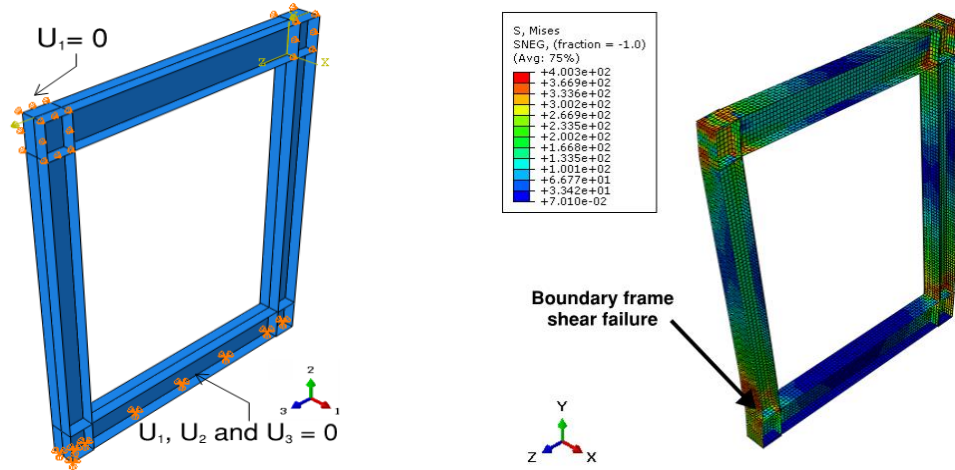 U₁= 0
Z
X
2
3
1
U₁, U₂ and U₃ = 0
S, Mises
SNEG, (fraction = -1.0)
(Avg: 75%)
+4.003e+02
+3.669e+02
+3.336e+02
+3.002e+02
+2.669e+02
+2.335e+02
+2.002e+02
+1.668e+02
+1.335e+02
+1.001e+02
+6.677e+01
+3.342e+01
+7.010e-02
Boundary frame
shear failure
Y
Z
X